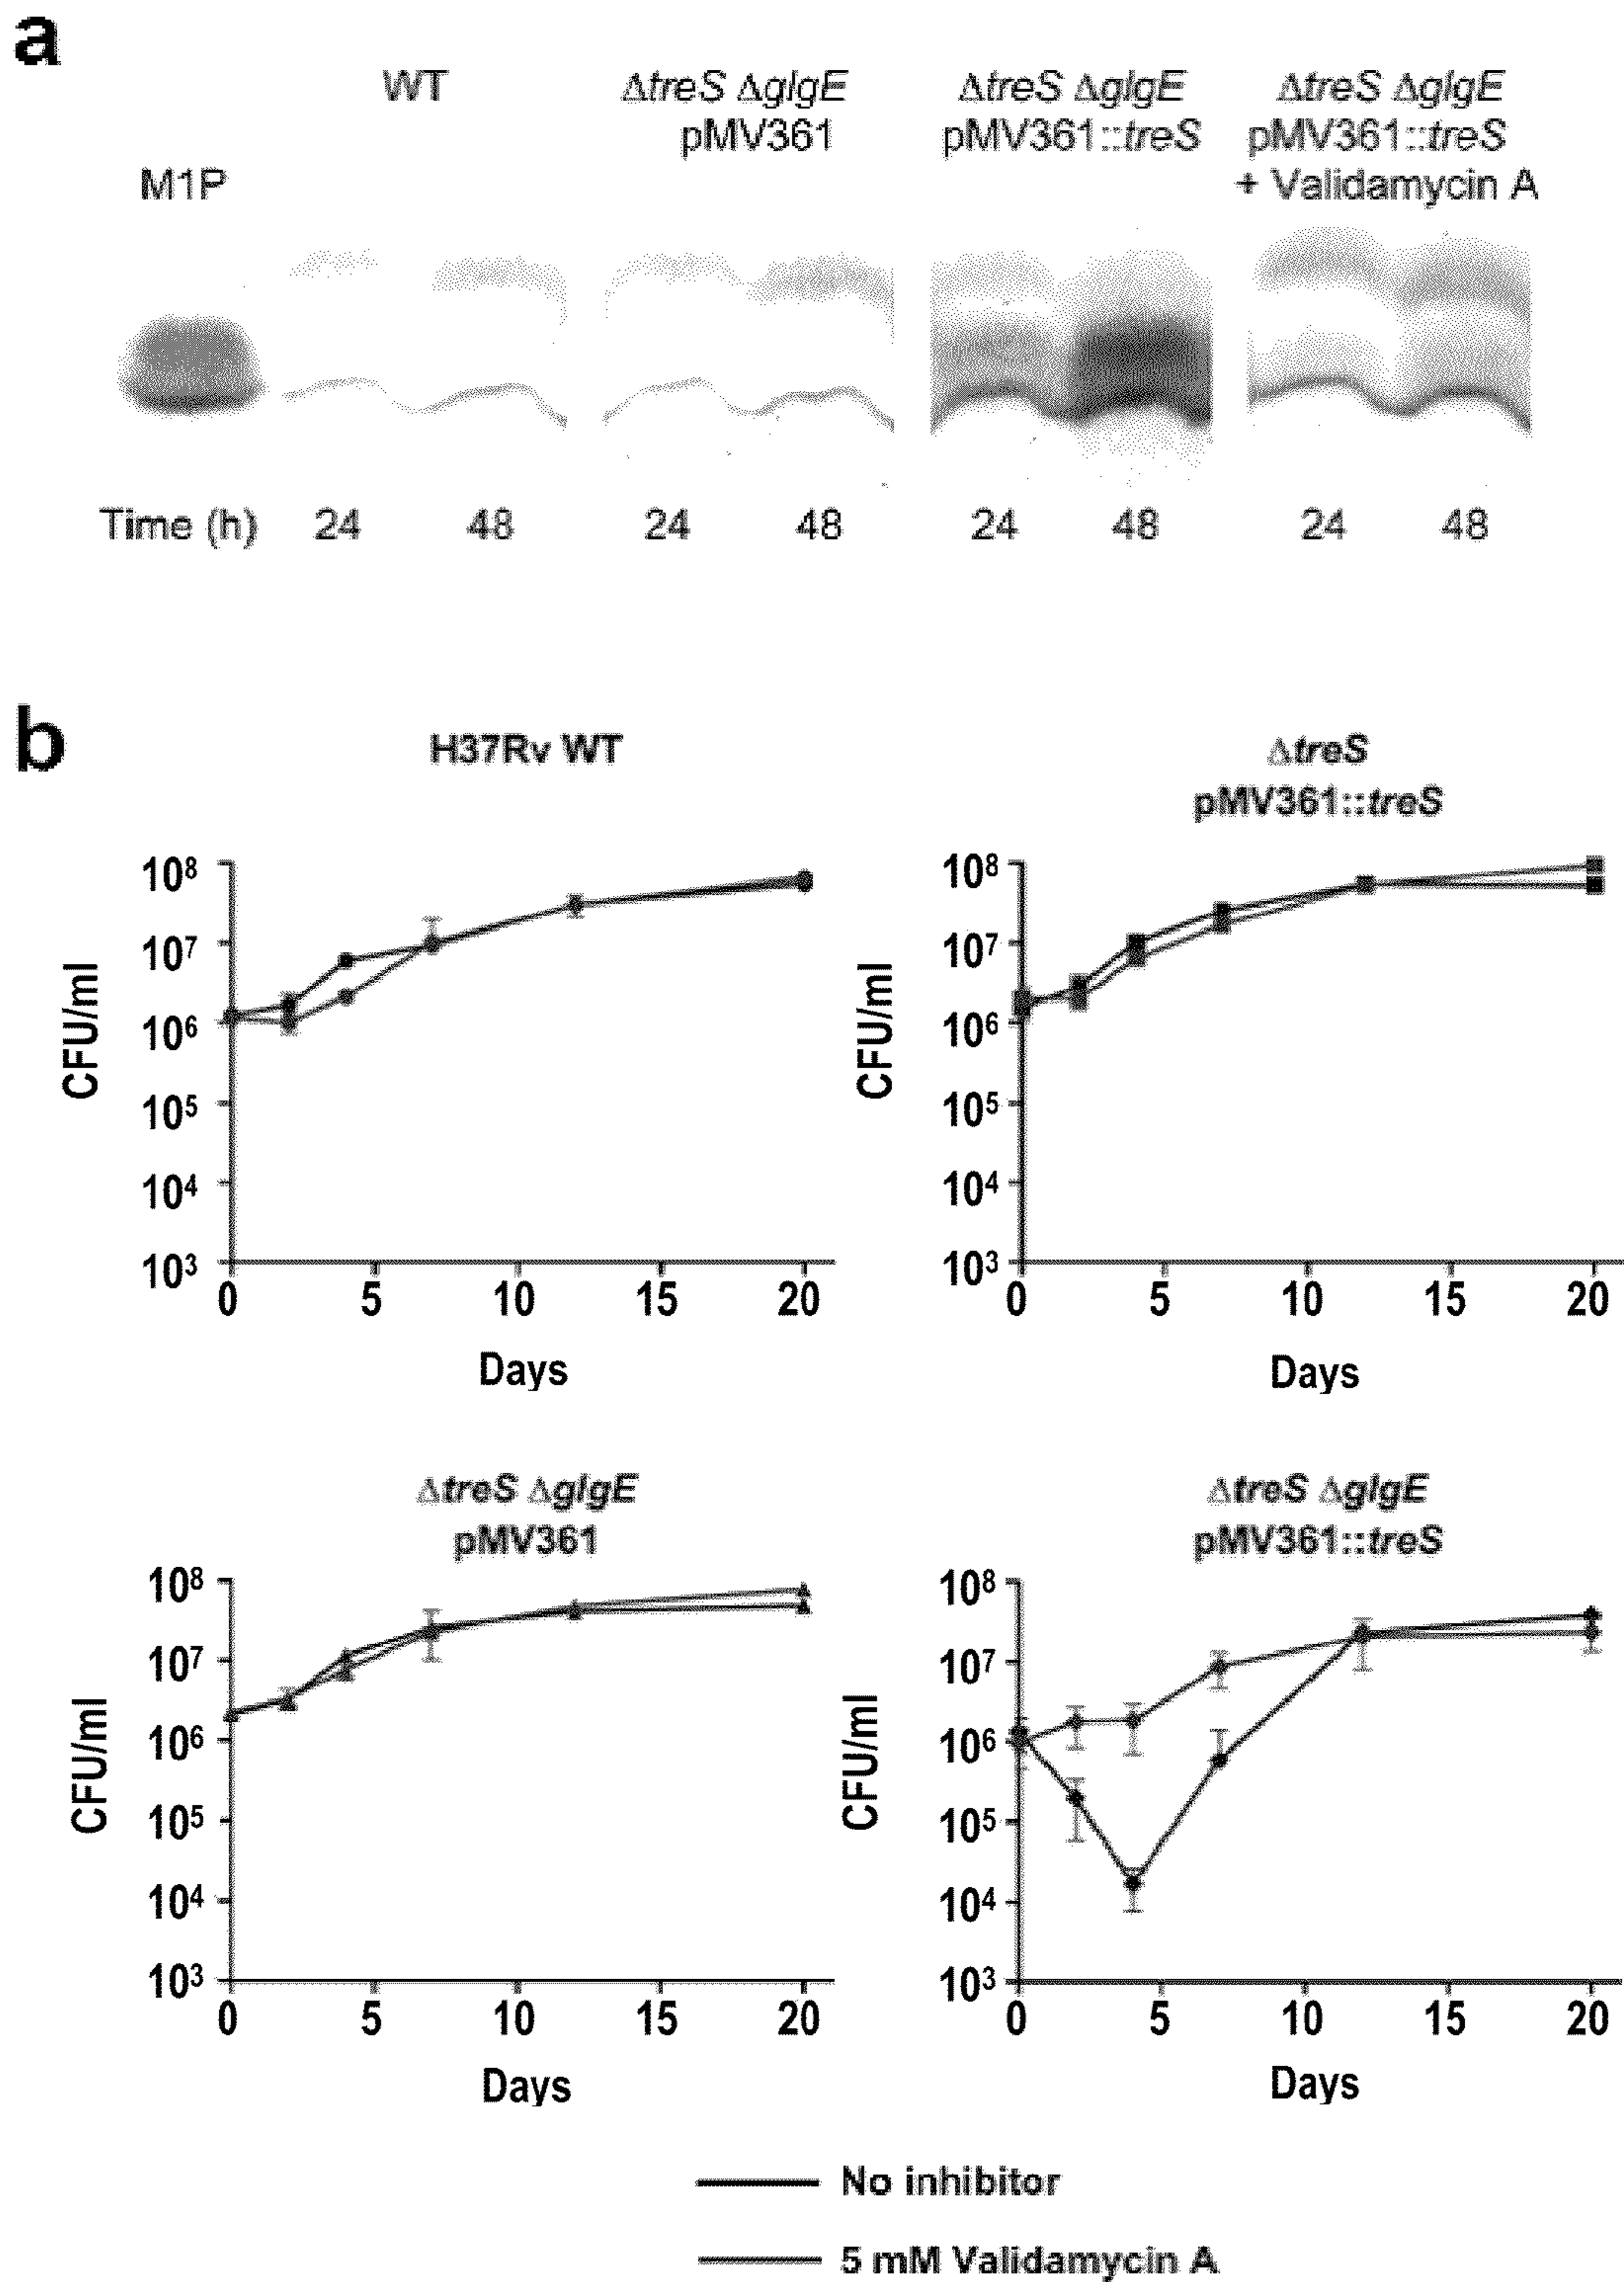 a
WT
ΔtreS ΔglgE
pMV361
ΔtreS ΔglgE
pMV361::treS
ΔtreS ΔglgE
pMV361::treS
+ Validamycin A
M1P
Time (h) 24 48 24 48 24 48 24 48
b
H37Rv WT
10⁸
10⁷
10⁶
10⁵
10⁴
10³
CFU/ml
0 5 10 15 20
Days
ΔtreS
pMV361::treS
10⁸
10⁷
10⁶
10⁵
10⁴
10³
CFU/ml
0 5 10 15 20
Days
ΔtreS ΔglgE
pMV361
10⁸
10⁷
10⁶
10⁵
10⁴
10³
CFU/ml
0 5 10 15 20
Days
ΔtreS ΔglgE
pMV361::treS
10⁸
10⁷
10⁶
10⁵
10⁴
10³
CFU/ml
0 5 10 15 20
Days
No inhibitor
5 mM Validamycin A